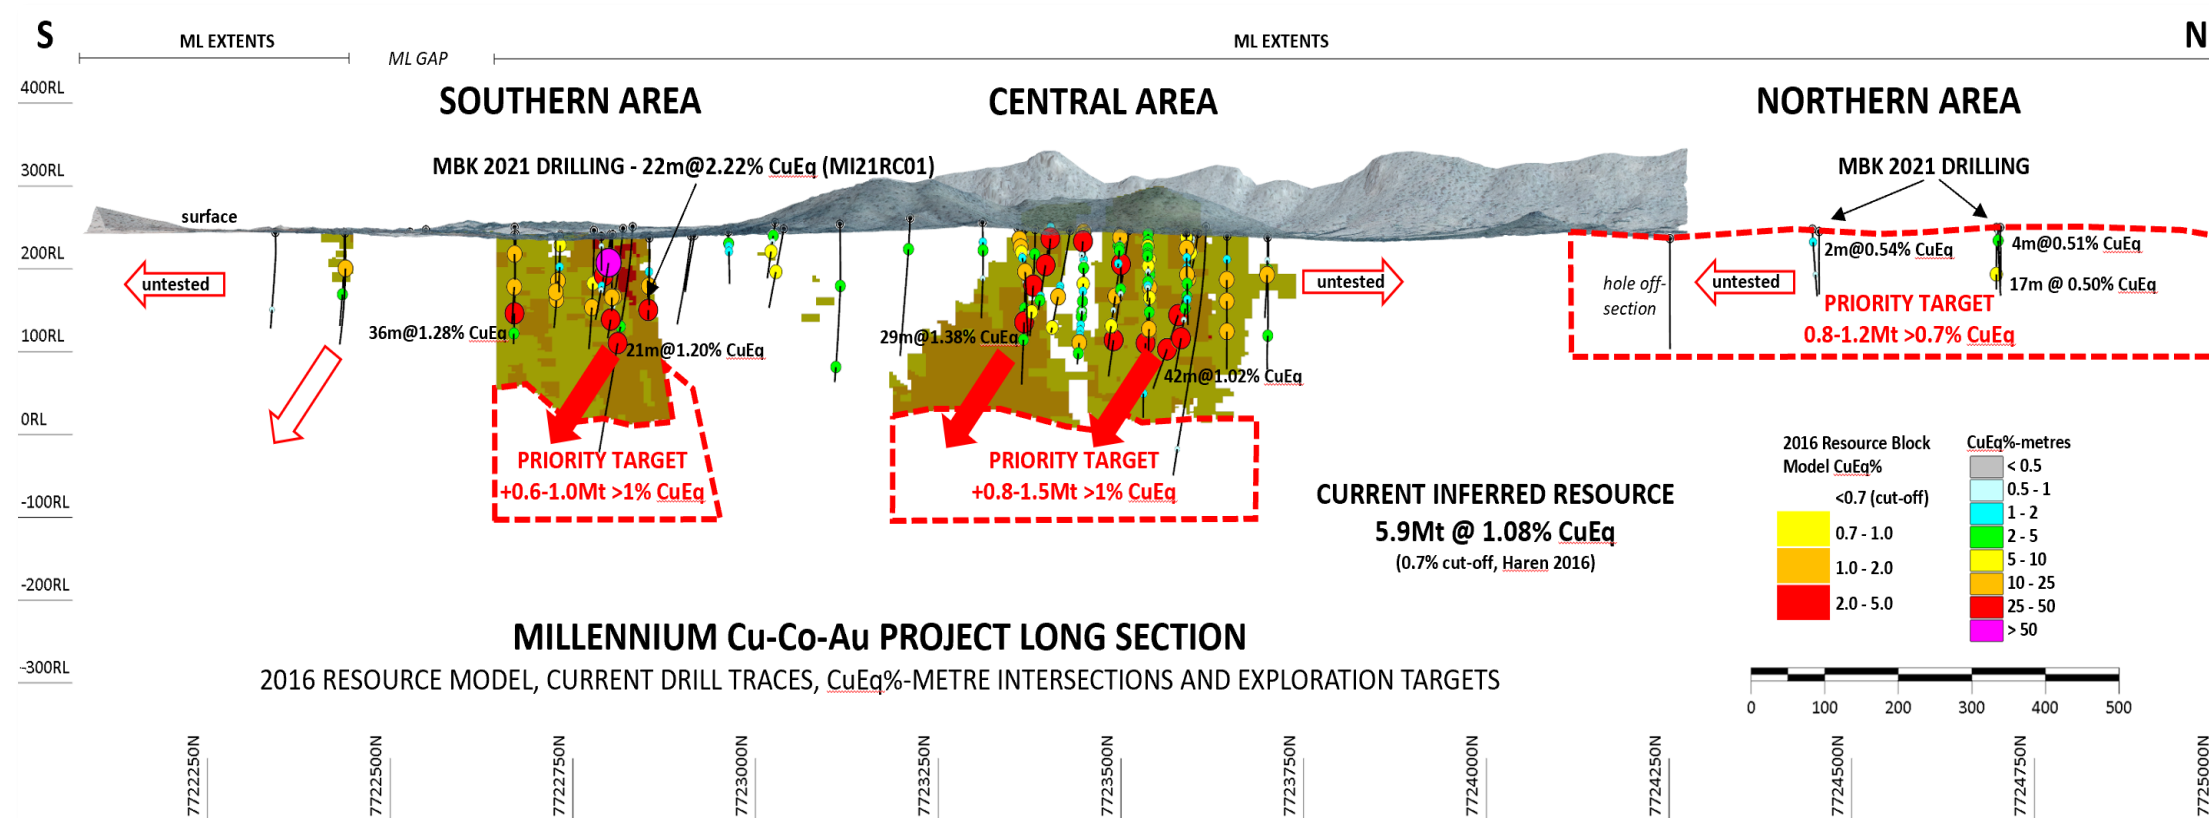 S
N
ML EXTENTS
ML GAP
ML EXTENTS
400RL
300RL
200RL
100RL
0RL
-100RL
-200RL
-300RL
SOUTHERN AREA
CENTRAL AREA
NORTHERN AREA
MBK 2021 DRILLING - 22m@2.22% CuEq (MI21RC01)
MBK 2021 DRILLING
surface
untested
untested
untested
hole off-
section
2m@0.54% CuEq
4m@0.51% CuEq
17m @ 0.50% CuEq
PRIORITY TARGET
0.8-1.2Mt >0.7% CuEq
36m@1.28% CuEq
21m@1.20% CuEq
29m@1.38% CuEq
42m@1.02% CuEq
PRIORITY TARGET
+0.6-1.0Mt >1% CuEq
PRIORITY TARGET
+0.8-1.5Mt >1% CuEq
CURRENT INFERRED RESOURCE
5.9Mt @ 1.08% CuEq
(0.7% cut-off, Haren 2016)
2016 Resource Block
Model CuEq%
<0.7 (cut-off)
0.7 - 1.0
1.0 - 2.0
2.0 - 5.0
CuEq%-metres
< 0.5
0.5 - 1
1 - 2
2 - 5
5 - 10
10 - 25
25 - 50
> 50
MILLENNIUM Cu-Co-Au PROJECT LONG SECTION
2016 RESOURCE MODEL, CURRENT DRILL TRACES, CuEq%-METRE INTERSECTIONS AND EXPLORATION TARGETS
0
100
200
300
400
500
7722250N
7722500N
7722750N
7723000N
7723250N
7723500N
7723750N
7724000N
7724250N
7724500N
7724750N
7725000N